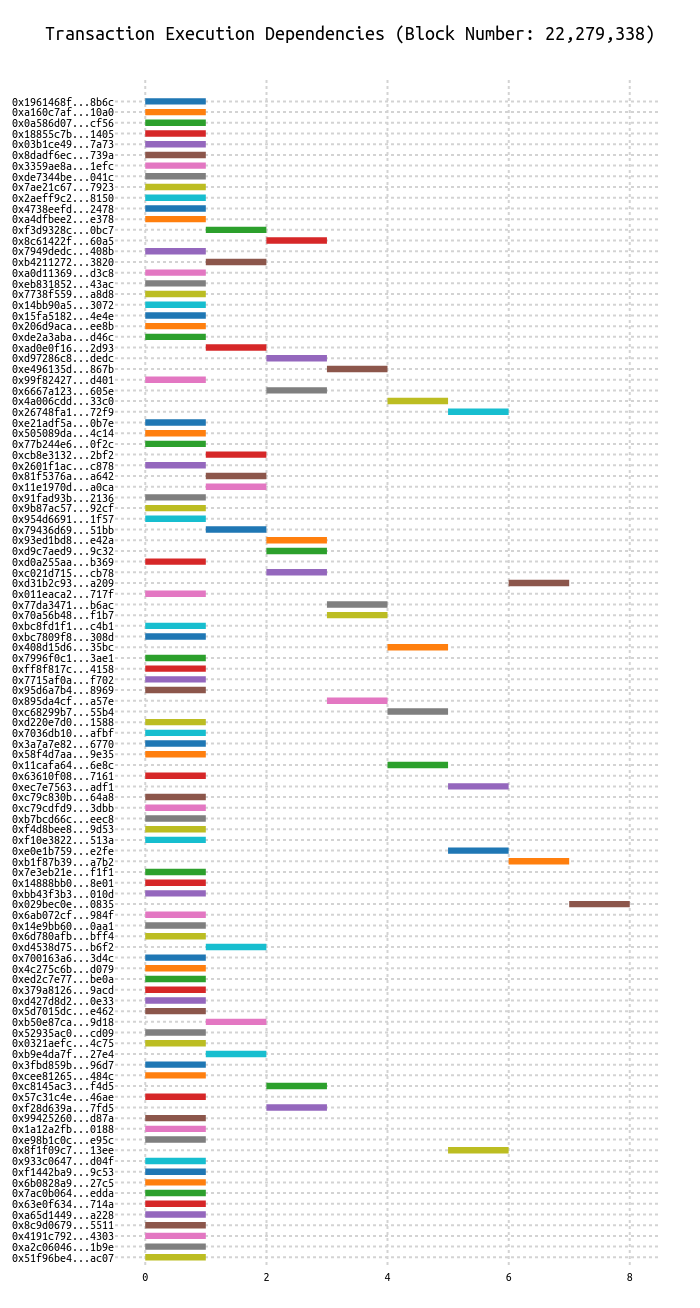 Transaction Execution Dependencies (Block Number: 22,279,338)
0x1961468f...8b6c
0xa160c7af...10a0
0x0a586d07...cf56
0x18855c7b...1405
0x03b1ce49...7a73
0x8dadf6ec...739a
0x3359ae8a...1efc
0xde7344be...041c
0x7ae21c67...7923
0x2aeff9c2...8150
0x4738eefd...2478
0xa4dfbee2...e378
0xf3d9328c...0bc7
0x8c61422f...60a5
0x7949dedc...408b
0xb4211272...3820
0xa0d11369...d3c8
0xeb831852...43ac
0x7738f559...a8d8
0x14bb90a5...3072
0x15fa5182...4e4e
0x206d9aca...ee8b
0xde2a3aba...d46c
0xad0e0f16...2d93
0xd97286c8...dedc
0xe496135d...867b
0x99f82427...d401
0x6667a123...605e
0x4a006cdd...33c0
0x26748fa1...72f9
0xe21adf5a...0b7e
0x505089da...4c14
0x77b244e6...0f2c
0xcb8e3132...2bf2
0x2601f1ac...c878
0x81f5376a...a642
0x11e1970d...a0ca
0x91fad93b...2136
0x9b87ac57...92cf
0x954d6691...1f57
0x79436d69...51bb
0x93ed1bd8...e42a
0xd9c7aed9...9c32
0xd0a255aa...b369
0xc021d715...cb78
0xd31b2c93...a209
0x011eaca2...717f
0x77da3471...b6ac
0x70a56b48...f1b7
0xbc8fd1f1...c4b1
0xbc7809f8...308d
0x408d15d6...35bc
0x7996f0c1...3ae1
0xff8f817c...4158
0x7715af0a...f702
0x95d6a7b4...8969
0x895da4cf...a57e
0xc68299b7...55b4
0xd220e7d0...1588
0x7036db10...afbf
0x3a7a7e82...6770
0x58f4d7aa...9e35
0x11cafa64...6e8c
0x63610f08...7161
0xec7e7563...adf1
0xc79c830b...64a8
0xc79cdfd9...3dbb
0xb7bcd66c...eec8
0xf4d8bee8...9d53
0xf10e3822...513a
0xe0e1b759...e2fe
0xb1f87b39...a7b2
0x7e3eb21e...f1f1
0x14888bb0...8e01
0xbb43f3b3...010d
0x029bec0e...0835
0x6ab072cf...984f
0x14e9bb60...0aa1
0x6d780afb...bff4
0xd4538d75...b6f2
0x700163a6...3d4c
0x4c275c6b...d079
0xed2c7e77...be0a
0x379a8126...9acd
0xd427d8d2...0e33
0x5d7015dc...e462
0xb50e87ca...9d18
0x52935ac0...cd09
0x0321aefc...4c75
0xb9e4da7f...27e4
0x3fbd859b...96d7
0xcee81265...484c
0xc8145ac3...f4d5
0x57c31c4e...46ae
0xf28d639a...7fd5
0x99425260...d87a
0x1a12a2fb...0188
0xe98b1c0c...e95c
0x8f1f09c7...13ee
0x933c0647...d04f
0xf1442ba9...9c53
0x6b0828a9...27c5
0x7ac0b064...edda
0x63e0f634...714a
0xa65d1449...a228
0x8c9d0679...5511
0x4191c792...4303
0xa2c06046...1b9e
0x51f96be4...ac07
0 2 4 6 8